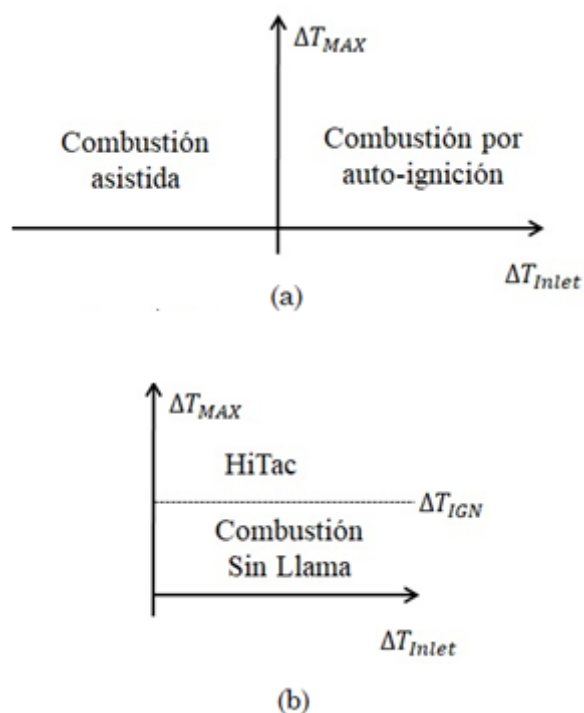 ΔT_MAX
Combustión
asistida
Combustión por
auto-ignición
ΔT_Inlet
(a)
ΔT_MAX
HiTac
ΔT_IGN
Combustión
Sin Llama
ΔT_Inlet
(b)